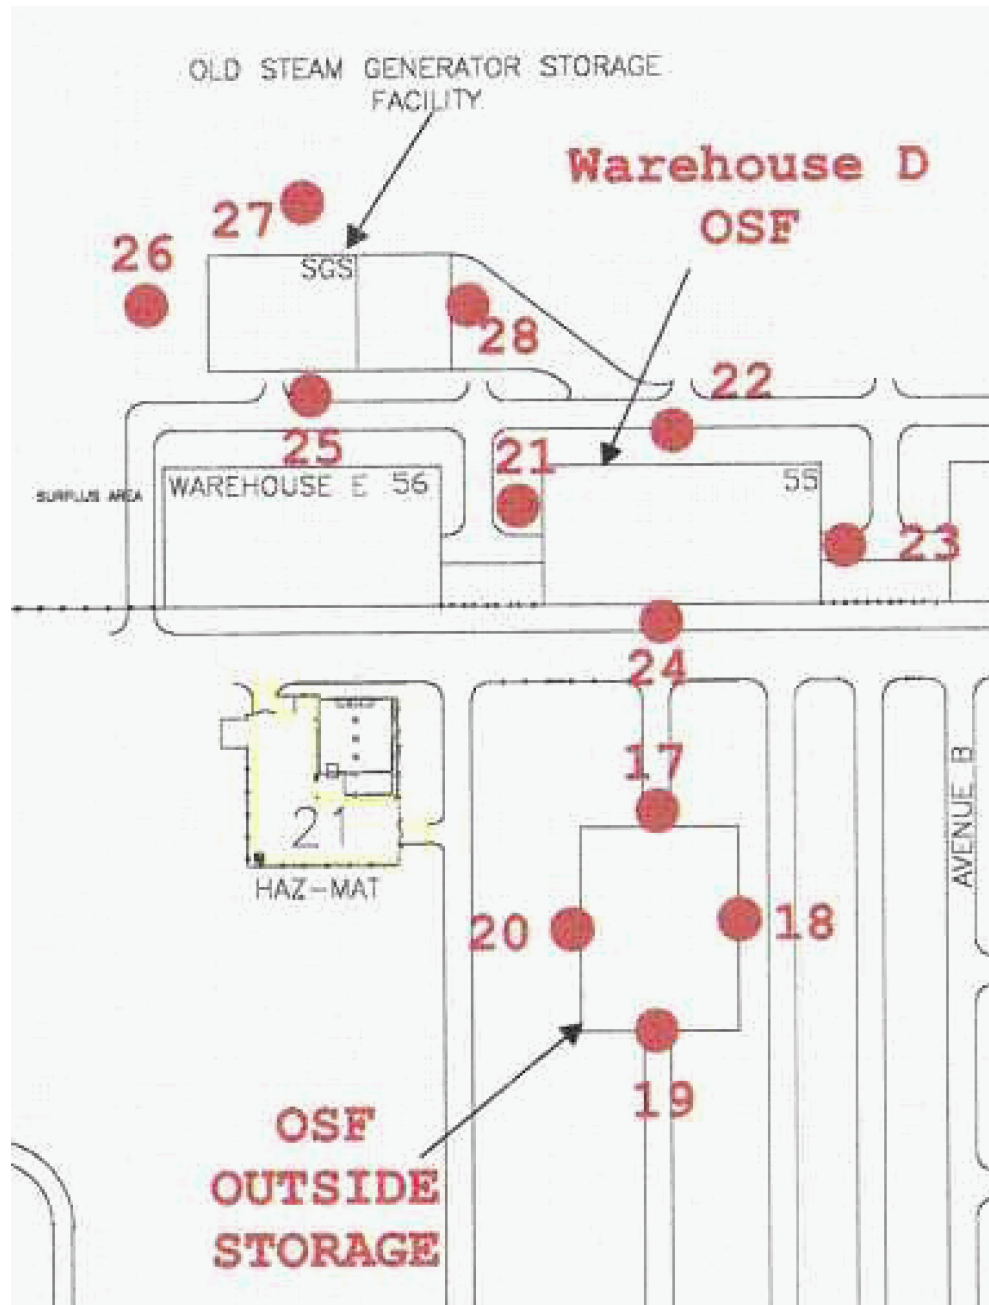 OLD STEAM GENERATOR STORAGE
FACILITY
Warehouse D
OSF
27
26
SGS
28
22
25
21
SURPLUS AREA
WAREHOUSE E 56
55
23
24
17
21
HAZ-MAT
AVENUE B
20
18
19
OSF
OUTSIDE
STORAGE